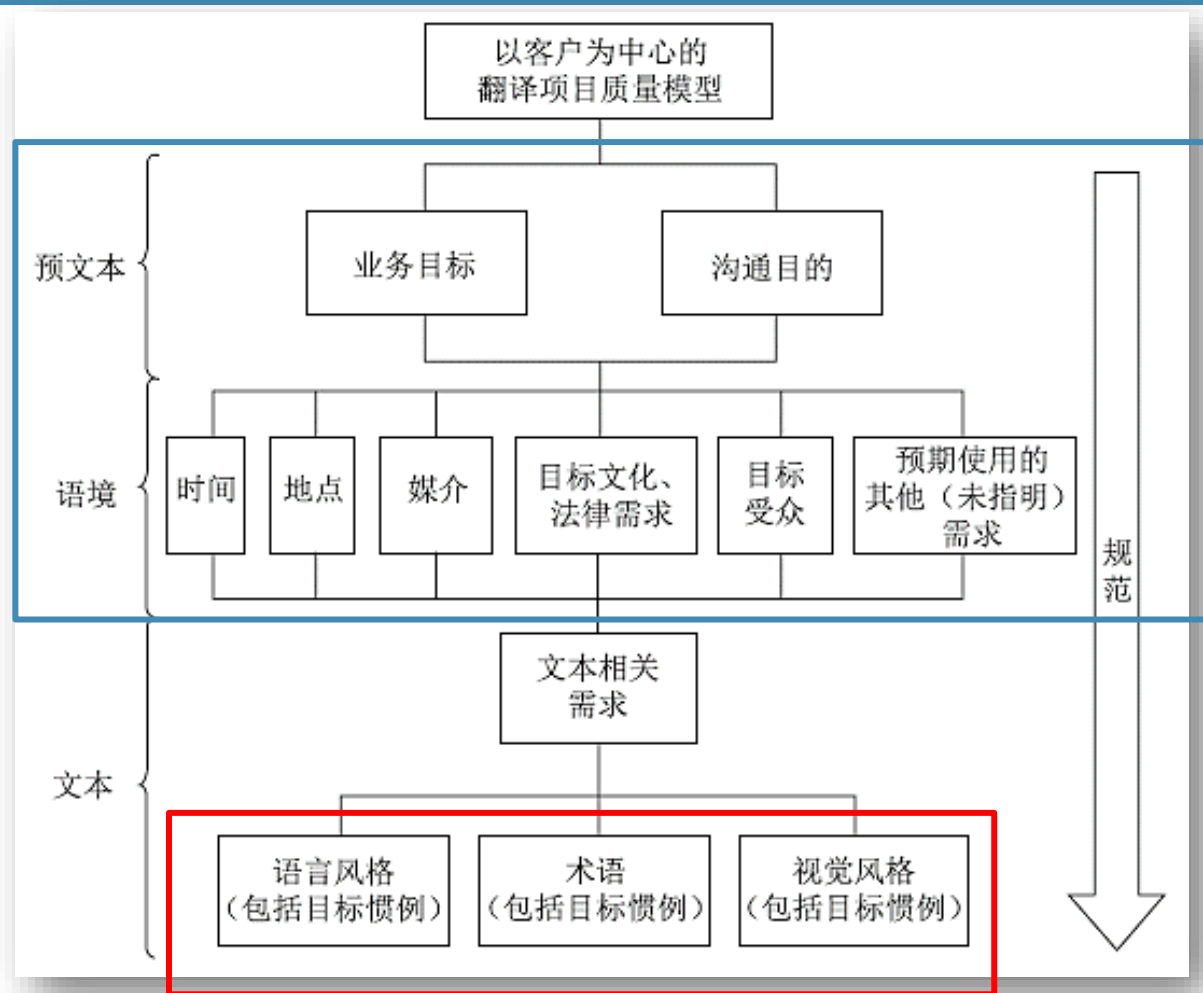 以客户为中心的
翻译项目质量模型
预文本
业务目标
沟通目的
语境
时间
地点
媒介
目标文化、
法律需求
目标
受众
预期使用的
其他（未指明）
需求
规
范
文本相关
需求
文本
语言风格
（包括目标惯例）
术语
（包括目标惯例）
视觉风格
（包括目标惯例）